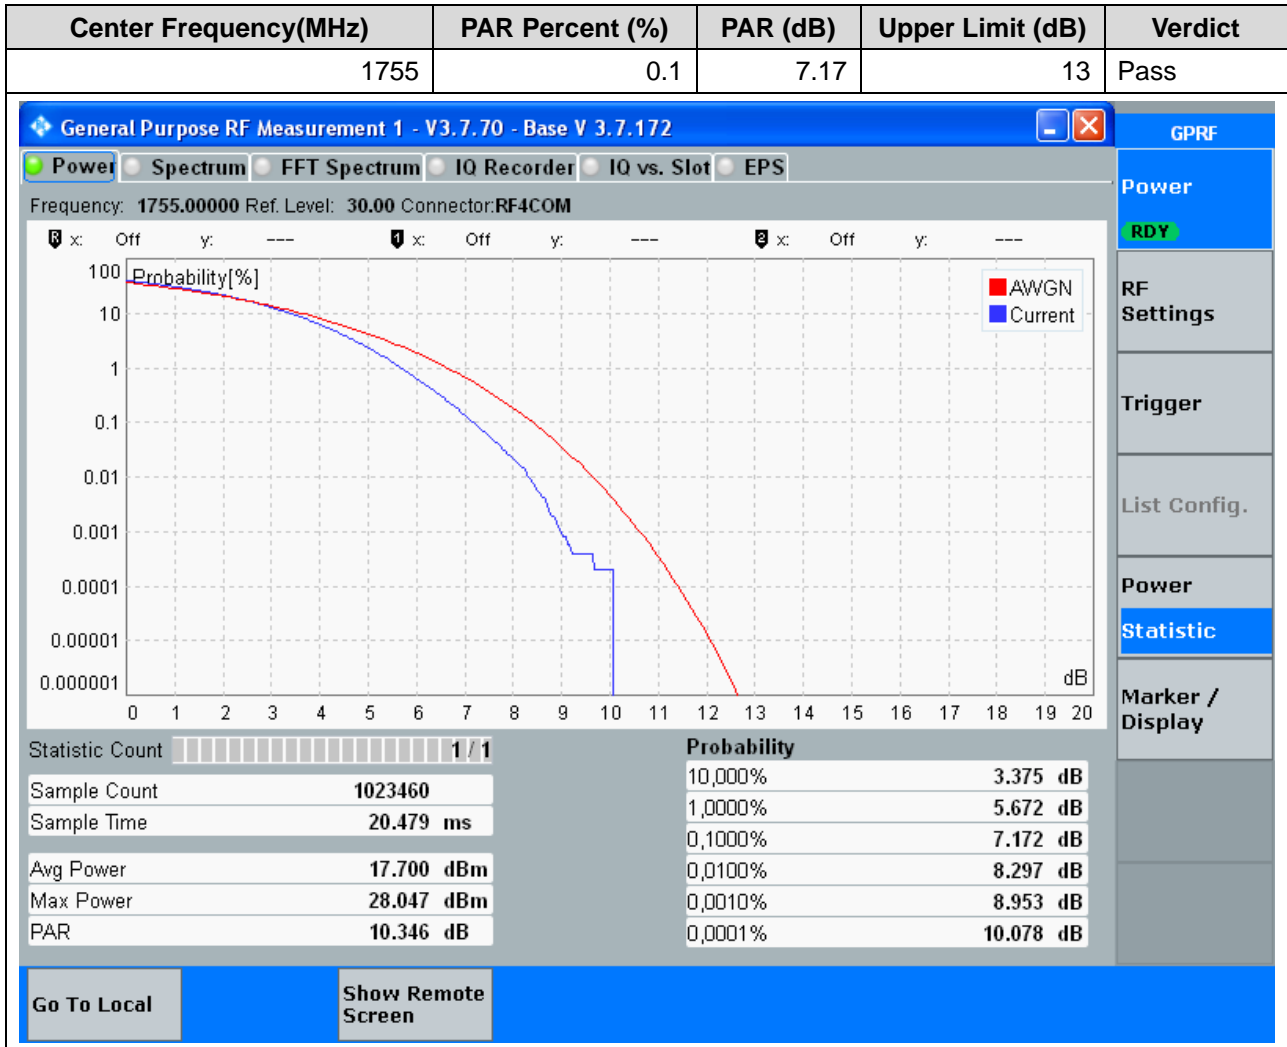 Center Frequency(MHz) PAR Percent (%) PAR (dB) Upper Limit (dB) Verdict
1755 0.1 7.17 13 Pass
General Purpose RF Measurement 1 - V3.7.70 - Base V 3.7.172
GPRF
Power Spectrum FFT Spectrum IQ Recorder IQ vs. Slot EPS
Frequency: 1755.00000 Ref. Level: 30.00 Connector:RF4COM
R x: Off y: --- 1 x: Off y: --- 2 x: Off y: ---
Probability[%]
AWGN
Current
100
10
1
0.1
0.01
0.001
0.0001
0.00001
0.000001
dB
0 1 2 3 4 5 6 7 8 9 10 11 12 13 14 15 16 17 18 19 20
Statistic Count 1 / 1
Sample Count 1023460
Sample Time 20.479 ms
Avg Power 17.700 dBm
Max Power 28.047 dBm
PAR 10.346 dB
Probability
10,000% 3.375 dB
1,0000% 5.672 dB
0,1000% 7.172 dB
0,0100% 8.297 dB
0,0010% 8.953 dB
0,0001% 10.078 dB
Power
RDY
RF
Settings
Trigger
List Config.
Power
Statistic
Marker /
Display
Go To Local
Show Remote
Screen